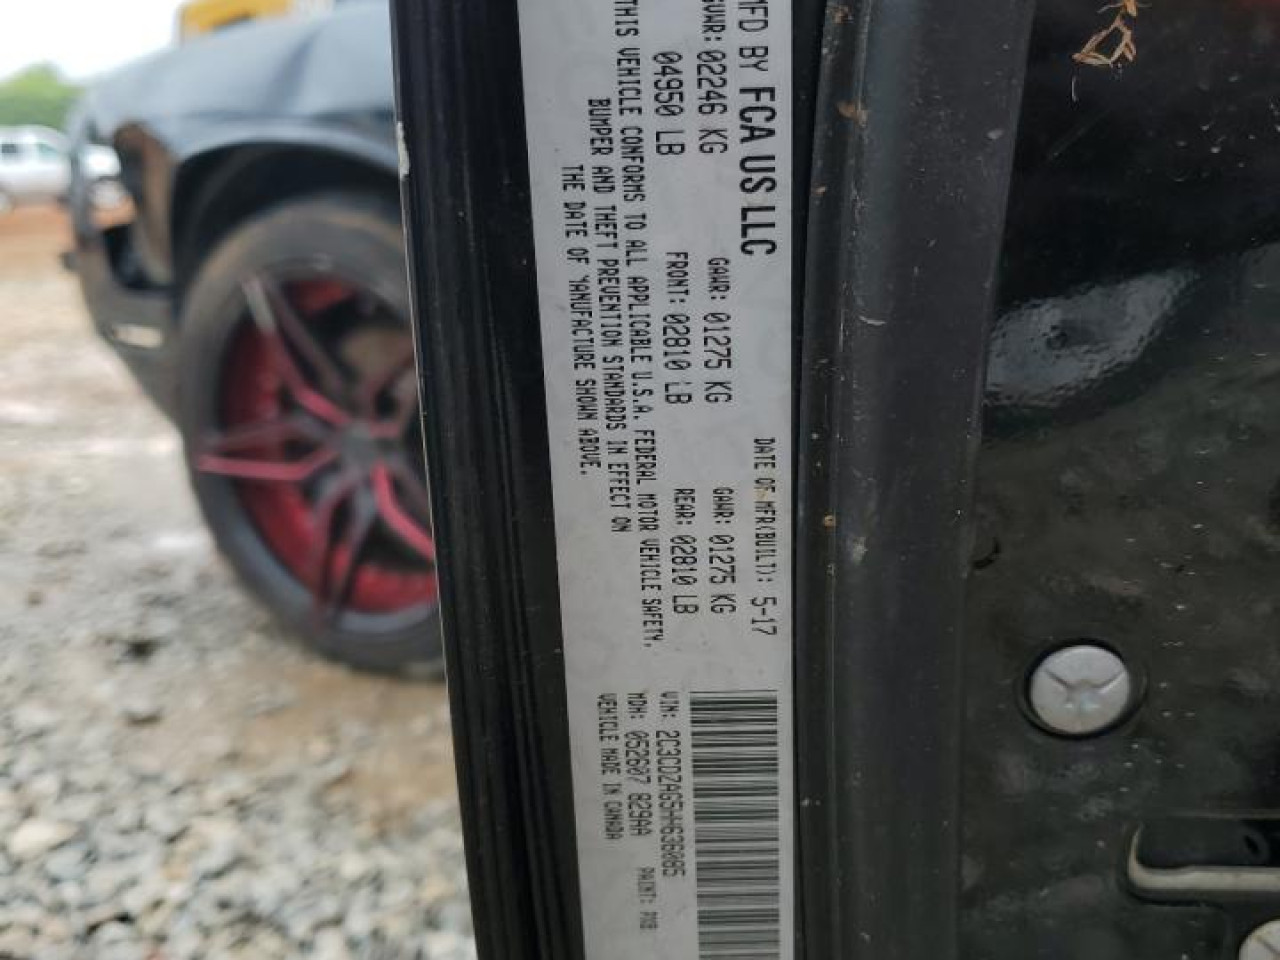 MFD BY FCA US LLC
DATE OF MFR(BUILT): 5-17
GVWR: 02246 KG
04950 LB
GAWR: 01275 KG
FRONT: 02810 LB
GAWR: 01275 KG
REAR: 02810 LB
THIS VEHICLE CONFORMS TO ALL APPLICABLE U.S.A. FEDERAL MOTOR VEHICLE SAFETY,
BUMPER AND THEFT PREVENTION STANDARDS IN EFFECT ON
THE DATE OF MANUFACTURE SHOWN ABOVE.
VIN: 2C3CDZAG5HH636085
MDH: 052607 829AA
VEHICLE MADE IN CANADA
PAINT: PX8